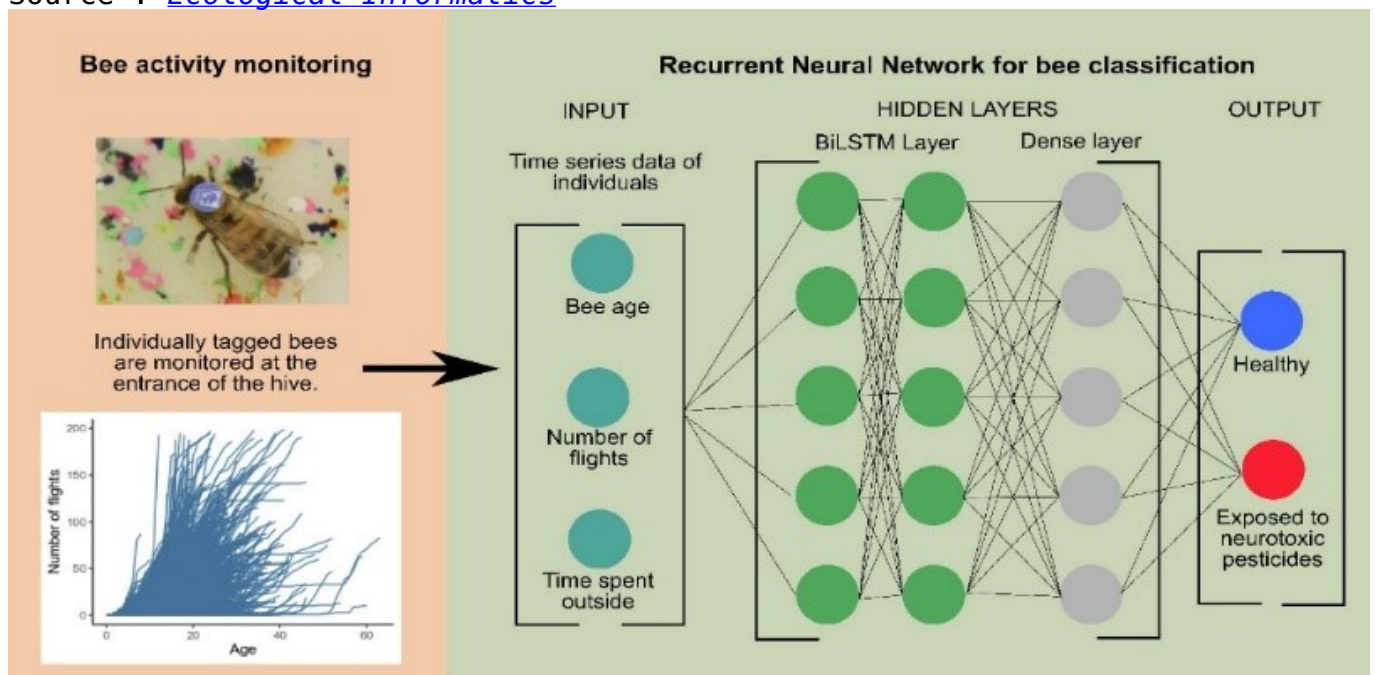 Source : Ecological Informatics
Bee activity monitoring
Individually tagged bees
are monitored at the
entrance of the hive.
200
150
100
50
0
Number of flights
0
20
40
60
Age
Recurrent Neural Network for bee classification
INPUT
Time series data of
individuals
Bee age
Number of
flights
Time spent
outside
HIDDEN LAYERS
BiLSTM Layer
Dense layer
OUTPUT
Healthy
Exposed to
neurotoxic
pesticides